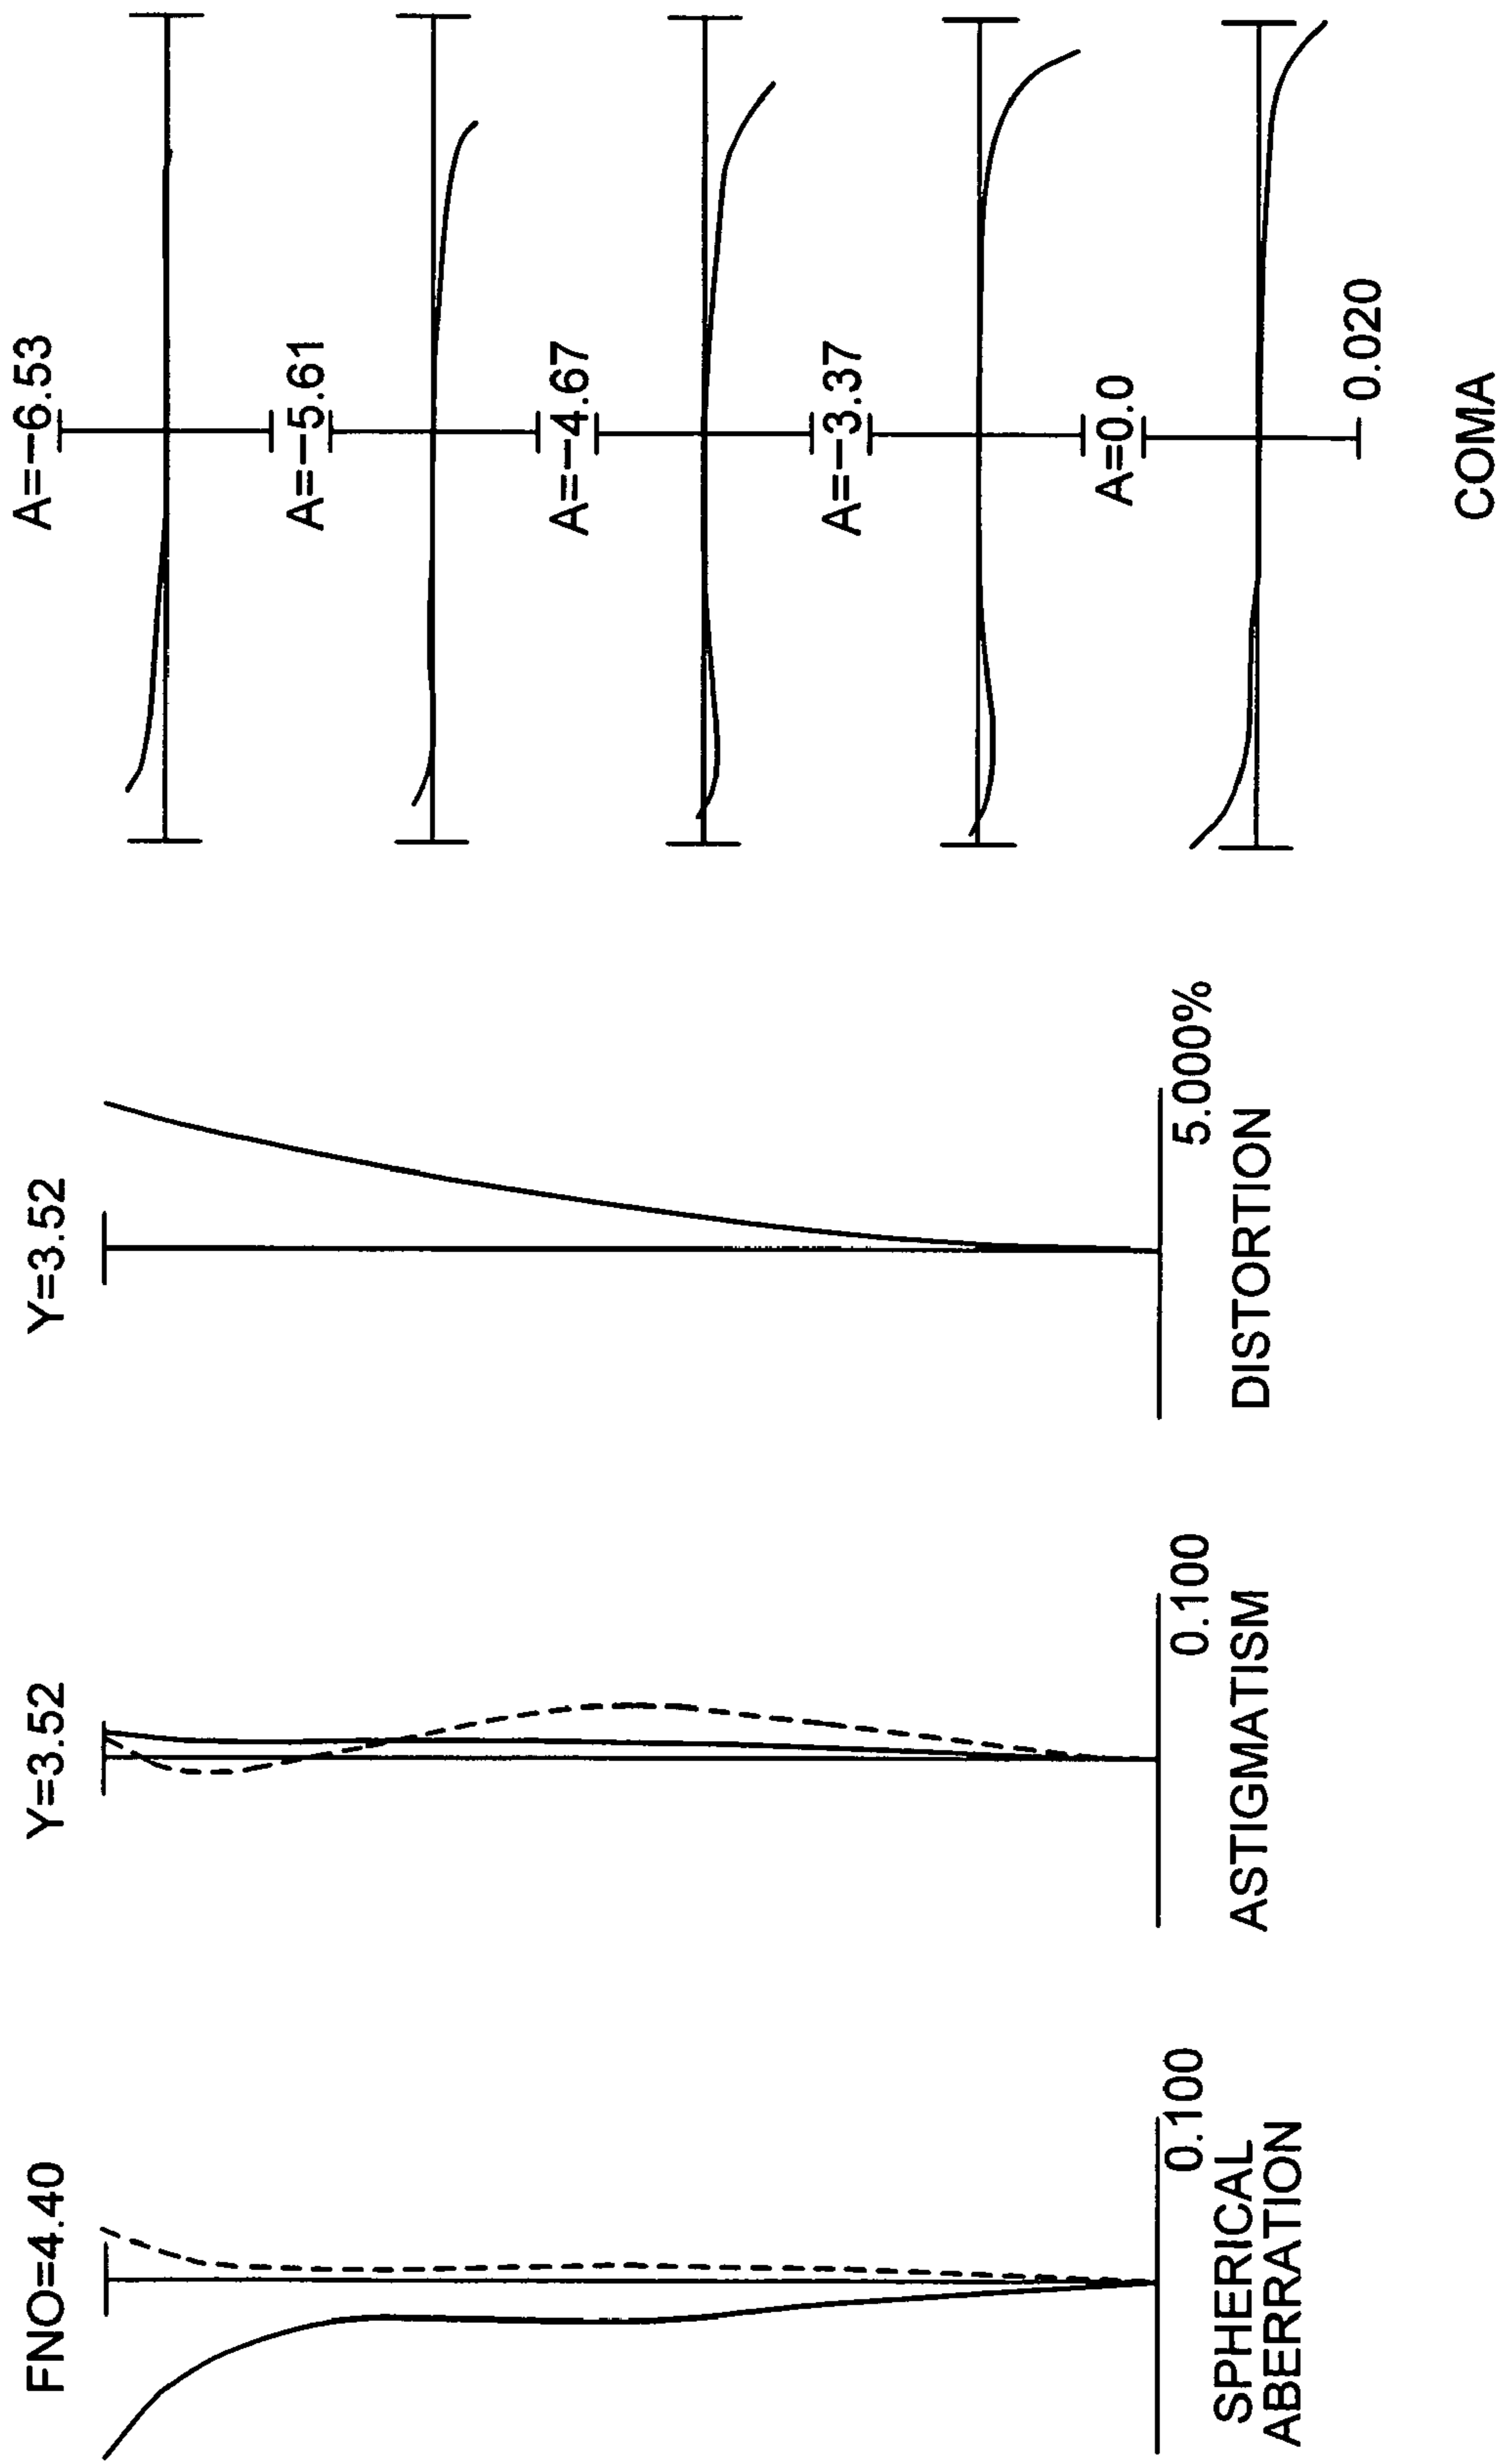 FNO=4.40
0.100
SPHERICAL
ABERRATION
Y=3.52
0.100
ASTIGMATISM
Y=3.52
5.000%
DISTORTION
A=-6.53
A=-5.61
A=-4.67
A=-3.37
A=0.0
0.020
COMA